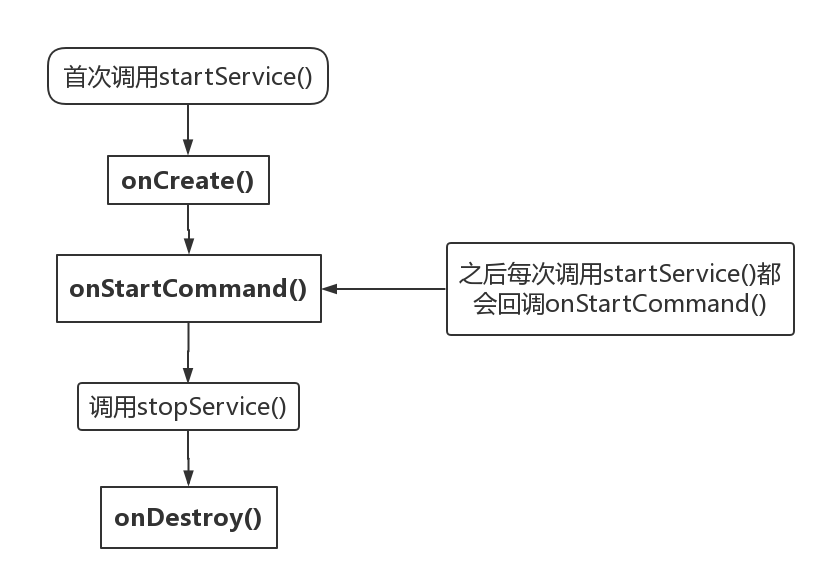 首次调用startService()
onCreate()
onStartCommand()
之后每次调用startService()都
会回调onStartCommand()
调用stopService()
onDestroy()